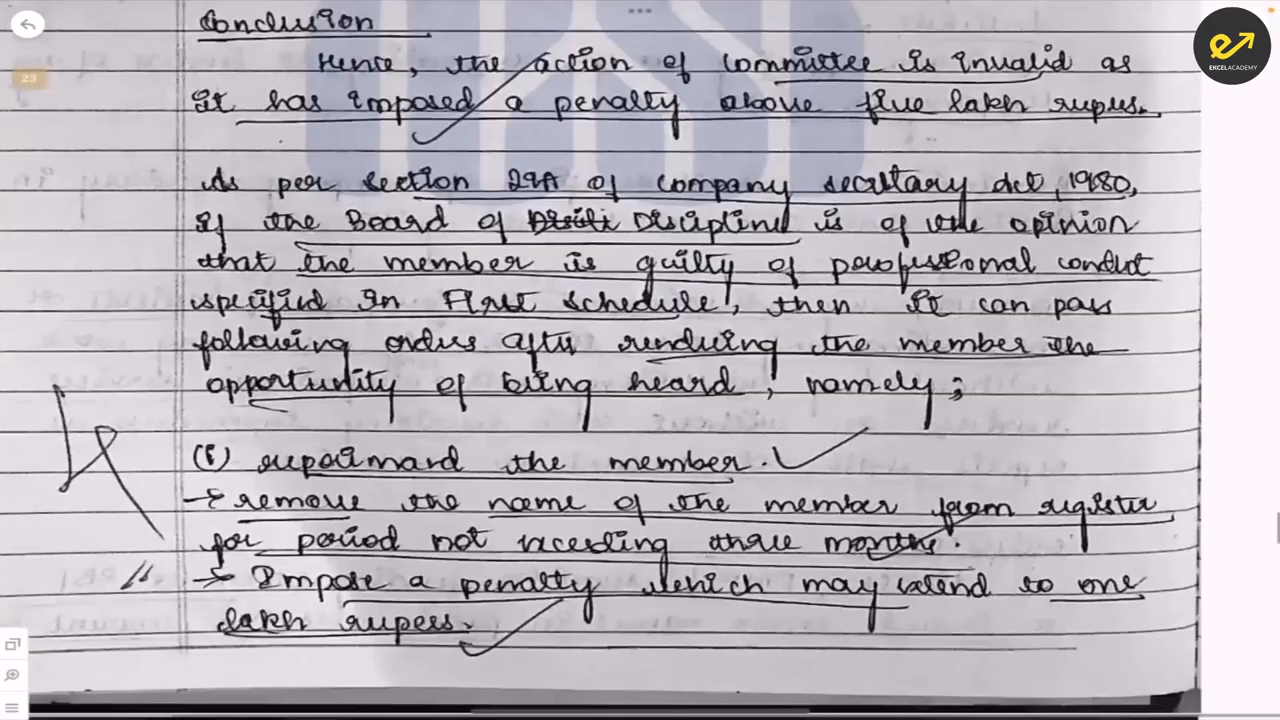 Conclusion
Hence, the action of committee is invalid as
it has imposed a penalty above five lakh rupees.
As per section 29A of company secretary Act, 1980,
if the Board of Discipline is of the opinion
that the member is guilty of professional conduct
specified in First schedule, then it can pass
following orders after rendering the member the
opportunity of being heard, namely;
(i) reprimand the member.
→ remove the name of the member from register
for period not exceeding three months.
→ Impose a penalty which may extend to one
lakh rupees.
23
EXCELACADEMY